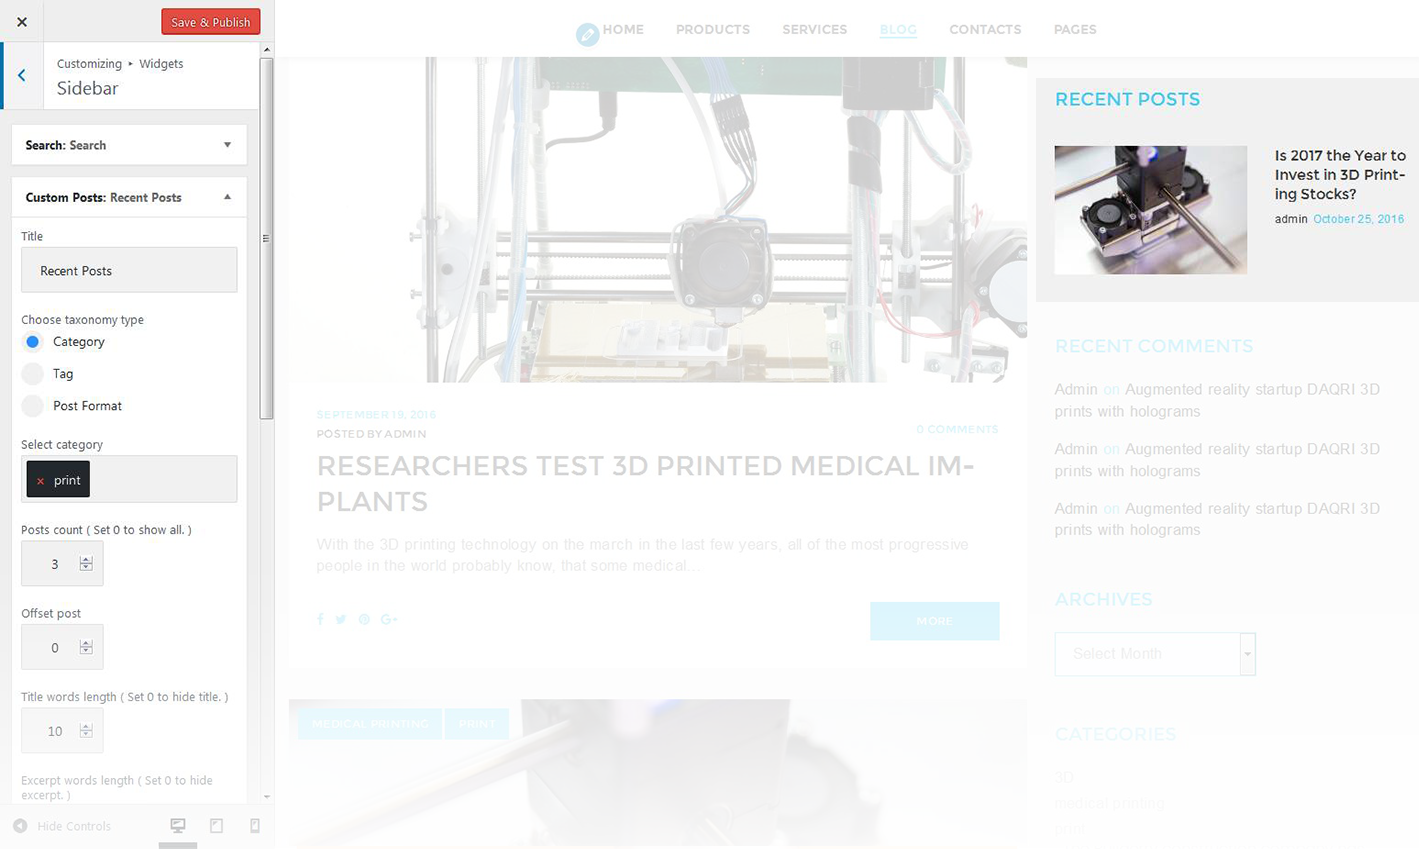 Save & Publish
Customizing ▸ Widgets
Sidebar
Search: Search
Custom Posts: Recent Posts
Title
Recent Posts
Choose taxonomy type
Category
Tag
Post Format
Select category
× print
Posts count ( Set 0 to show all. )
3
Offset post
0
Title words length ( Set 0 to hide title. )
10
Excerpt words length ( Set 0 to hide
excerpt. )
Hide Controls
HOME PRODUCTS SERVICES BLOG CONTACTS PAGES
SEPTEMBER 19, 2016
POSTED BY ADMIN
0 COMMENTS
RESEARCHERS TEST 3D PRINTED MEDICAL IM-
PLANTS
With the 3D printing technology on the march in the last few years, all of the most progressive
people in the world probably know, that some medical…
MORE
MEDICAL PRINTING PRINT
RECENT POSTS
Is 2017 the Year to
Invest in 3D Print-
ing Stocks?
admin October 25, 2016
RECENT COMMENTS
Admin on Augmented reality startup DAQRI 3D
prints with holograms
Admin on Augmented reality startup DAQRI 3D
prints with holograms
Admin on Augmented reality startup DAQRI 3D
prints with holograms
ARCHIVES
Select Month
CATEGORIES
3D
medical printing
print